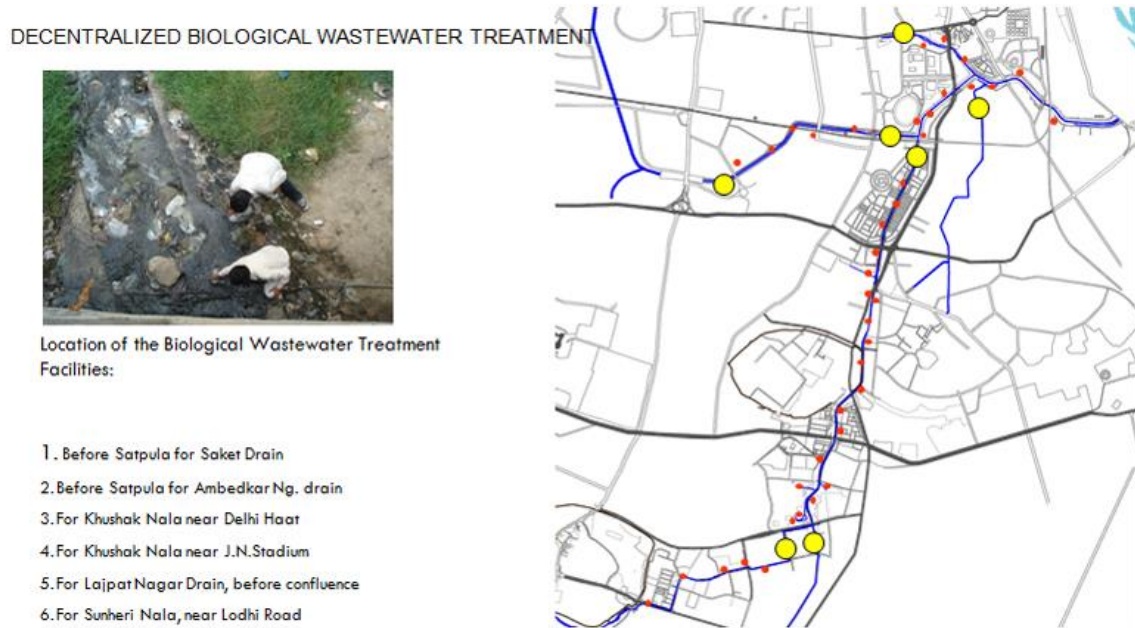 DECENTRALIZED BIOLOGICAL WASTEWATER TREATMENT
Location of the Biological Wastewater Treatment
Facilities:
1. Before Satpula for Saket Drain
2.Before Satpula for Ambedkar Ng. drain
3.For Khushak Nala near Delhi Haat
4.For Khushak Nala near J.N.Stadium
5.For Lajpat Nagar Drain, before confluence
6.For Sunheri Nala, near Lodhi Road